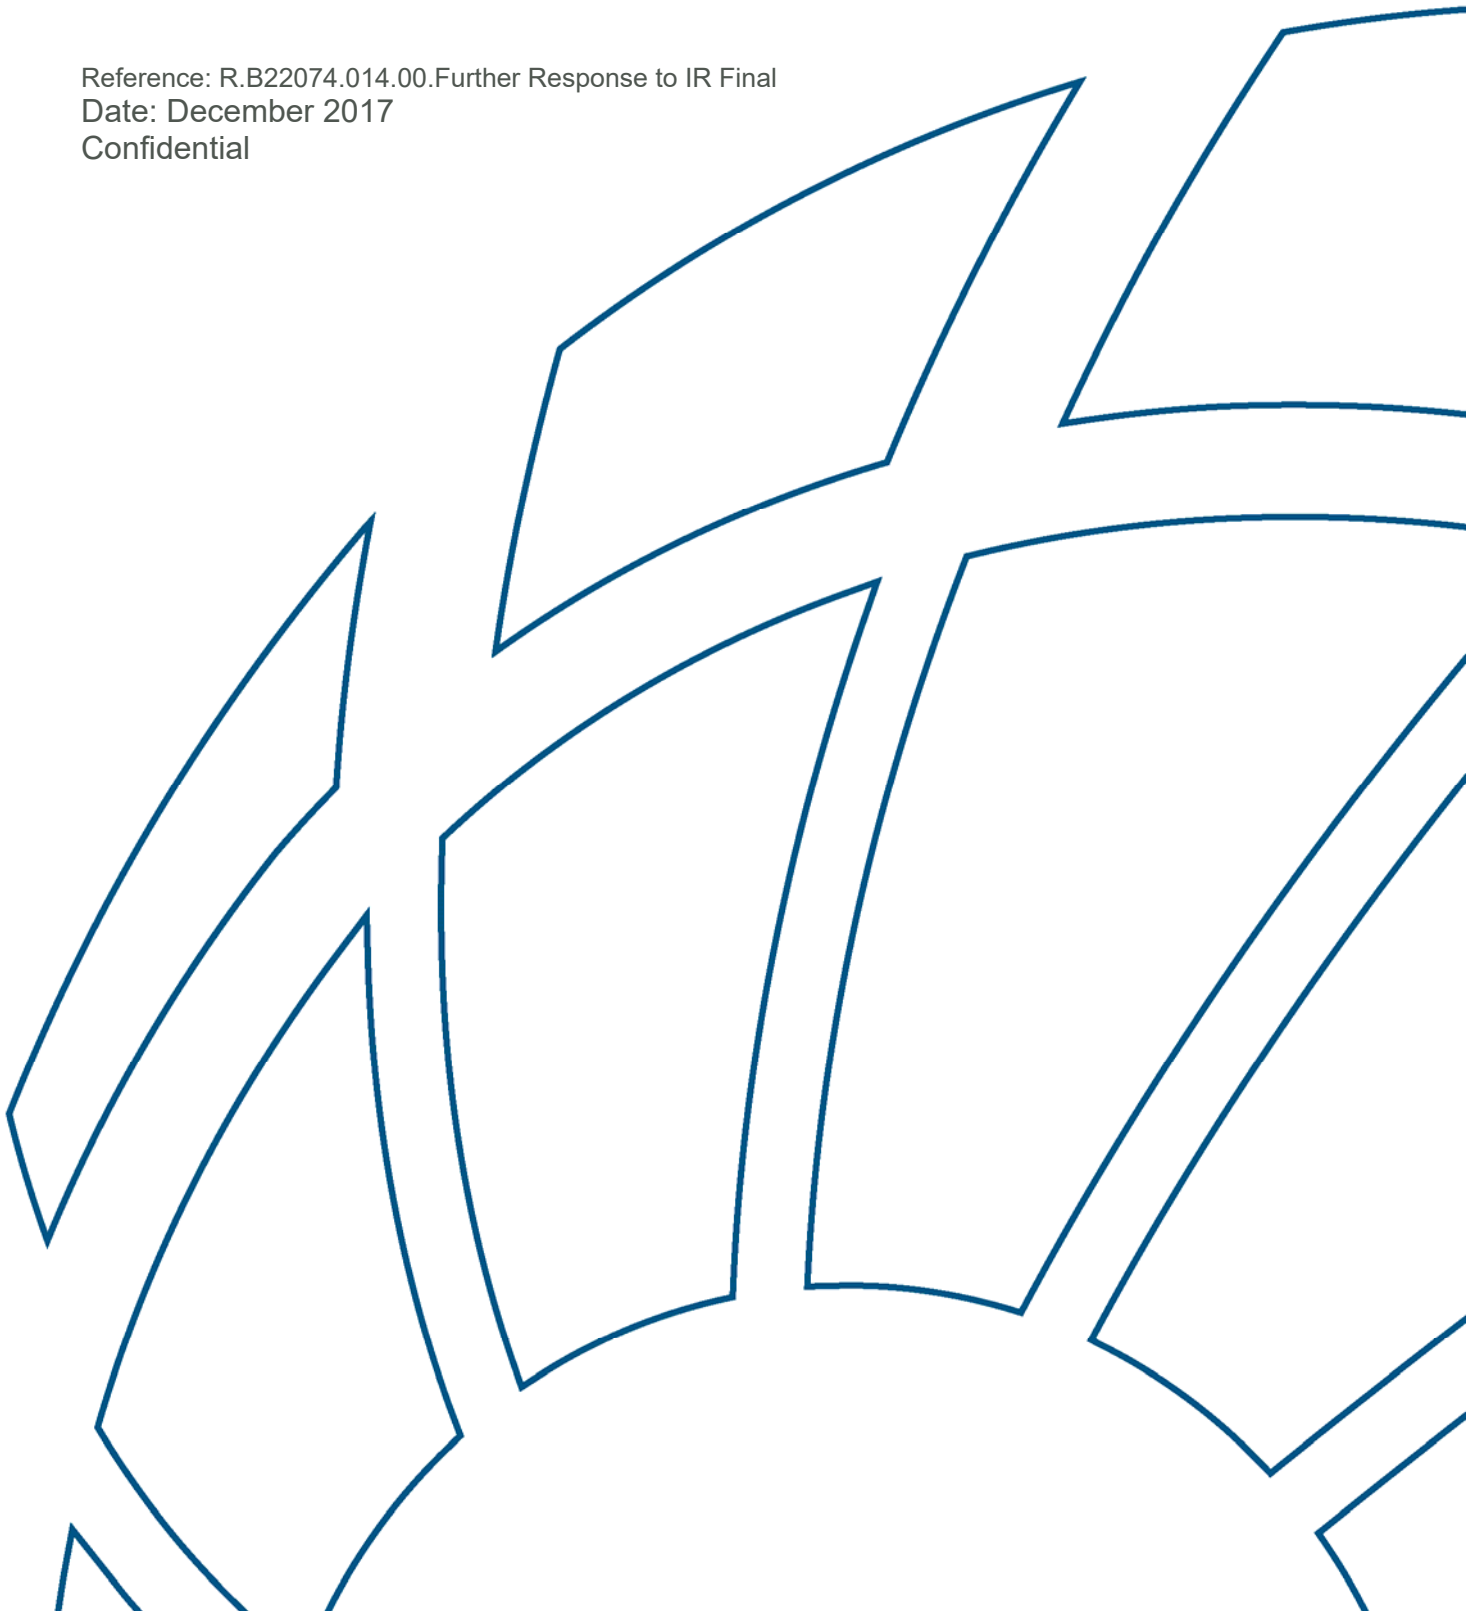 Reference: R.B22074.014.00.Further Response to IR Final
Date: December 2017
Confidential